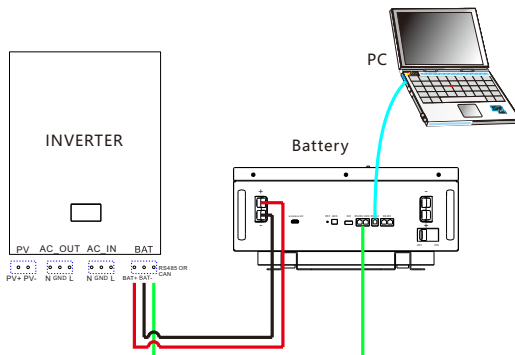 PC
INVERTER
Battery
PV AC_OUT AC_IN BAT
PV+ PV- N GND L N GND L BAT+ BAT- RS485 OR
CAN
+
-
-
+